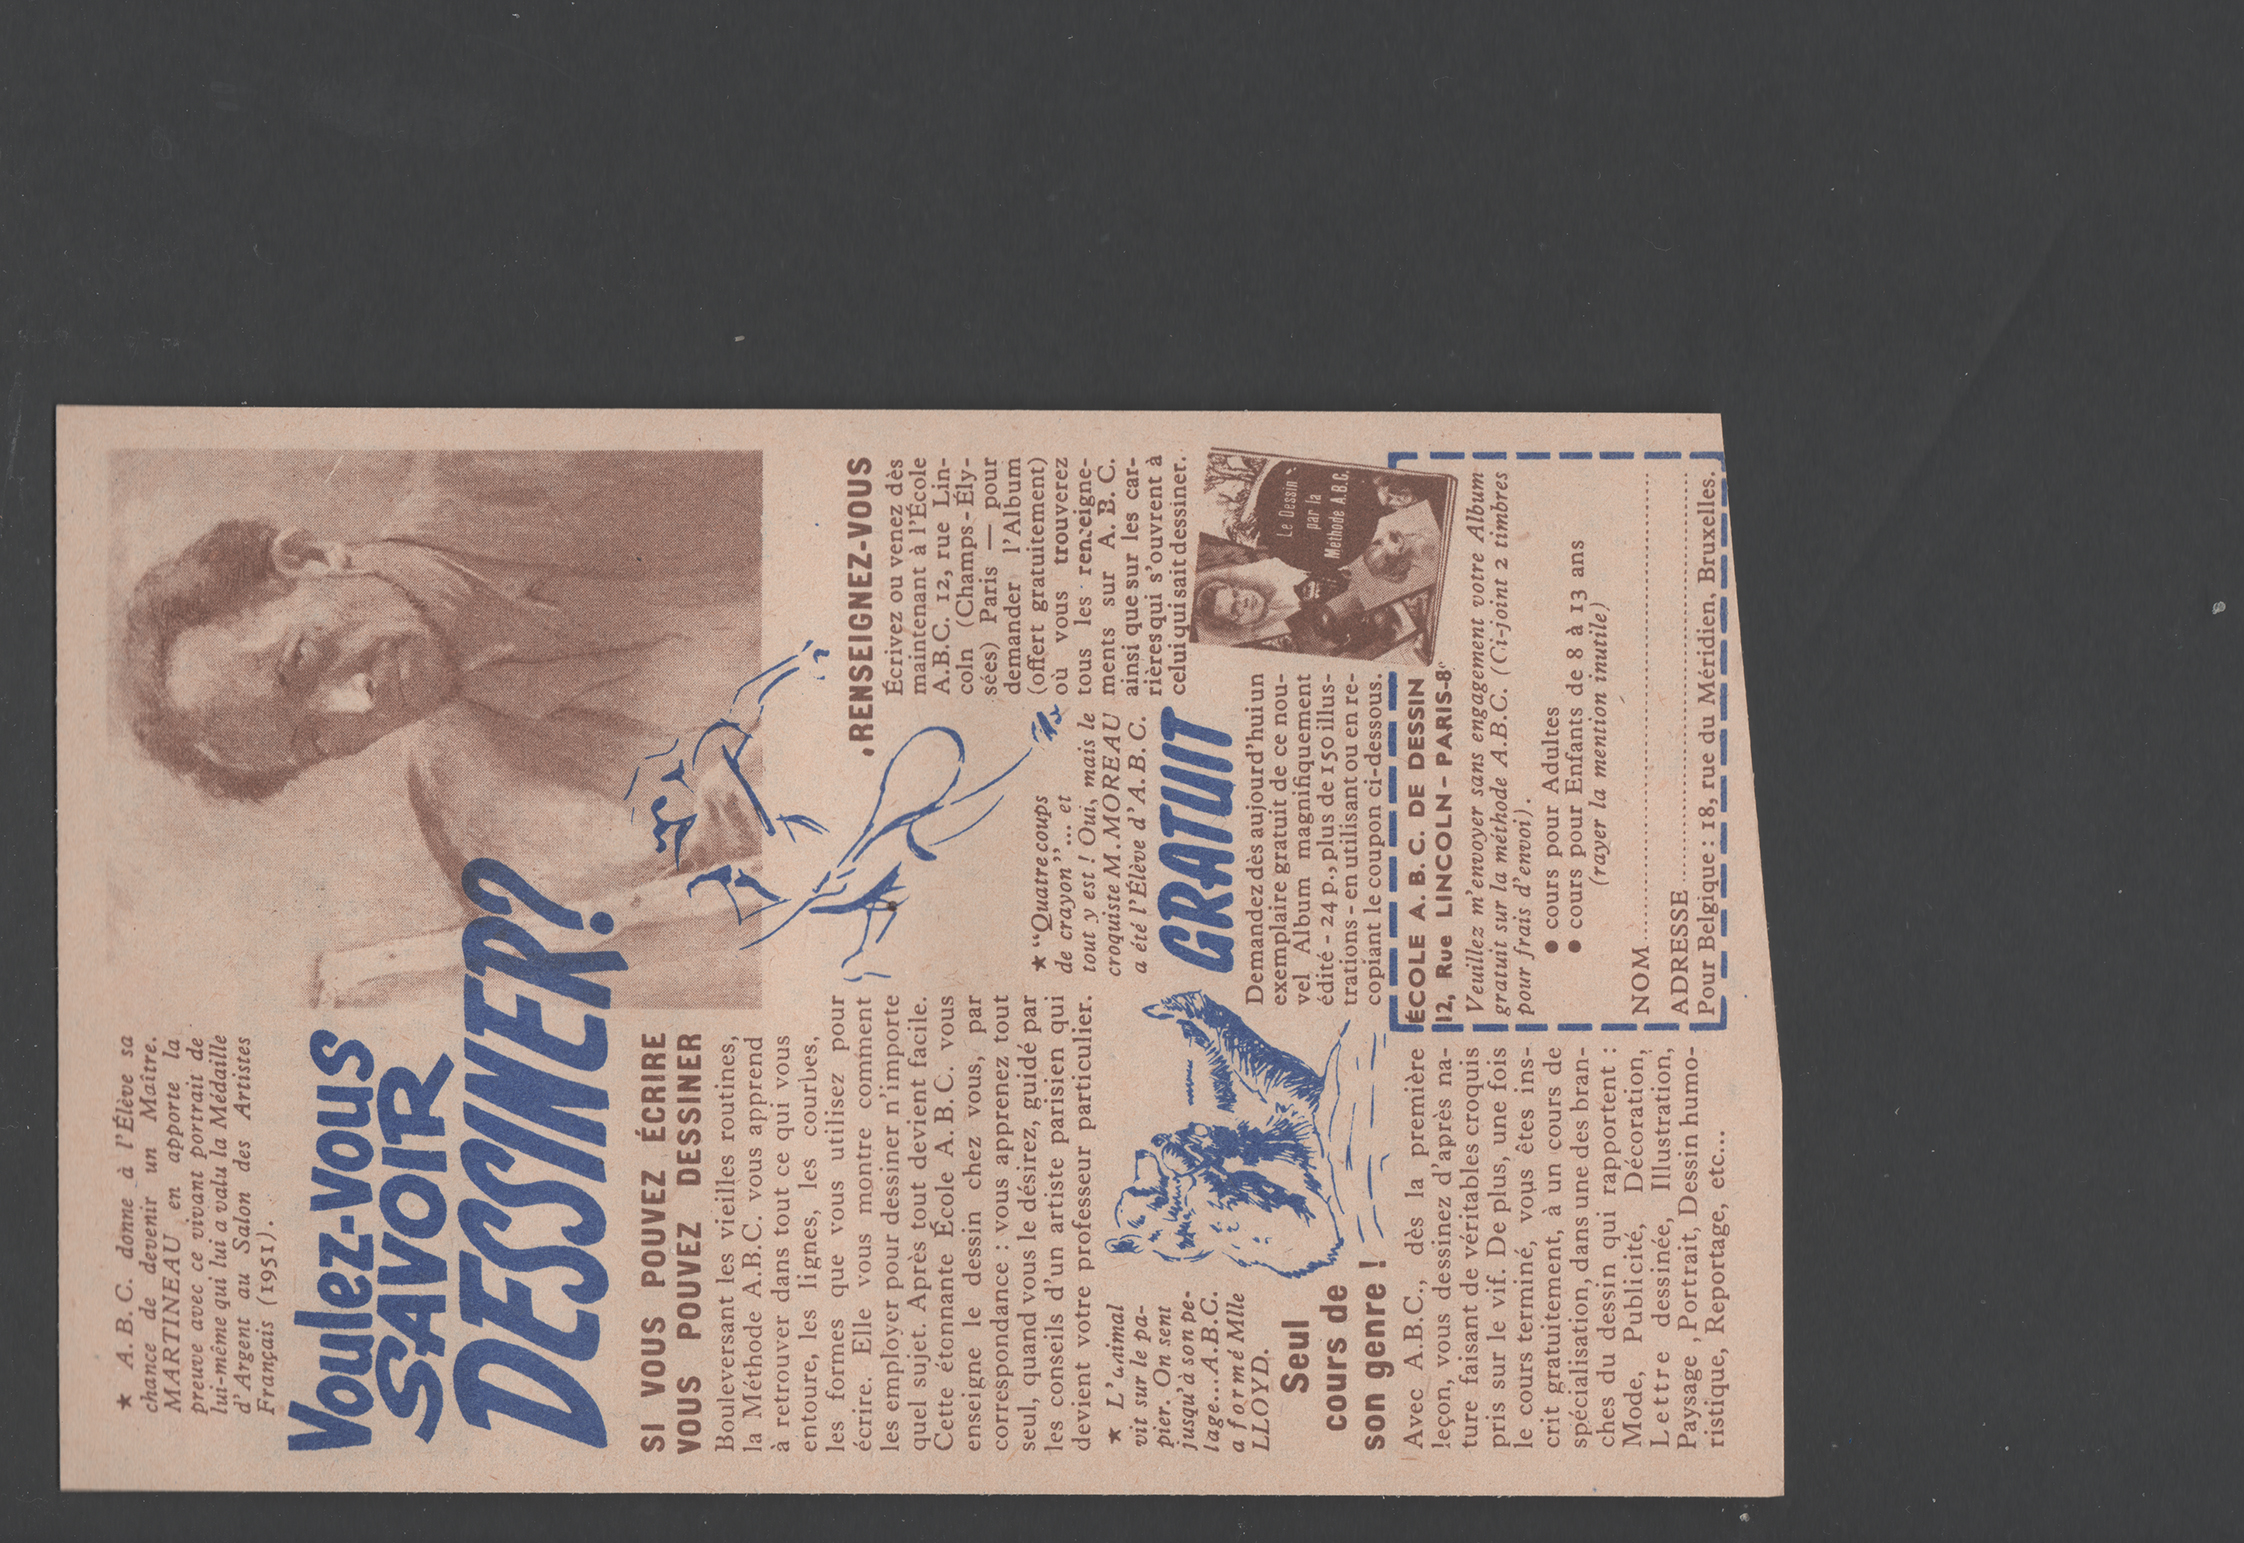 ★ A.B.C. donne à l'Élève sa
chance de devenir un Maître.
MARTINEAU en apporte la
preuve avec ce vivant portrait de
lui-même qui lui a valu la Médaille
d'Argent au Salon des Artistes
Français (1951).
Voulez-vous
SAVOIR
DESSINER?
SI VOUS POUVEZ ÉCRIRE
VOUS POUVEZ DESSINER
Bouleversant les vieilles routines,
la Méthode A.B.C. vous apprend
à retrouver dans tout ce qui vous
entoure, les lignes, les courbes,
les formes que vous utilisez pour
écrire. Elle vous montre comment
les employer pour dessiner n'importe
quel sujet. Après tout devient facile.
Cette étonnante École A.B.C. vous
enseigne le dessin chez vous, par
correspondance : vous apprenez tout
seul, quand vous le désirez, guidé par
les conseils d'un artiste parisien qui
devient votre professeur particulier.
★ L'animal
vit sur le pa-
pier. On sent
jusqu'à son pe-
lage...A.B.C.
a formé Mlle
LLOYD.
Seul
cours de
son genre !
Avec A.B.C., dès la première
leçon, vous dessinez d'après na-
ture faisant de véritables croquis
pris sur le vif. De plus, une fois
le cours terminé, vous êtes ins-
crit gratuitement, à un cours de
spécialisation, dans une des bran-
ches du dessin qui rapportent :
Mode, Publicité, Décoration,
Lettre dessinée, Illustration,
Paysage, Portrait, Dessin humo-
ristique, Reportage, etc...
RENSEIGNEZ-VOUS
Écrivez ou venez dès
maintenant à l'École
A.B.C. 12, rue Lin-
coln (Champs-Ély-
sées) Paris — pour
demander l'Album
(offert gratuitement)
où vous trouverez
tous les renseigne-
ments sur A.B.C.
ainsi que sur les car-
rières qui s'ouvrent à
celui qui sait dessiner.
★ "Quatre coups
de crayon"... et
tout y est ! Oui, mais le
croquiste M. MOREAU
a été l'Élève d'A.B.C.
GRATUIT
Demandez dès aujourd'hui un
exemplaire gratuit de ce nou-
vel Album magnifiquement
édité - 24 p., plus de 150 illus-
trations - en utilisant ou en re-
copiant le coupon ci-dessous.
Le Dessin
par la
Méthode A.B.C.
ÉCOLE A. B. C. DE DESSIN
12, Rue LINCOLN - PARIS-8e
Veuillez m'envoyer sans engagement votre Album
gratuit sur la méthode A.B.C. (Ci-joint 2 timbres
pour frais d'envoi).
● cours pour Adultes
● cours pour Enfants de 8 à 13 ans
(rayer la mention inutile)
NOM
ADRESSE
Pour Belgique : 18, rue du Méridien, Bruxelles.